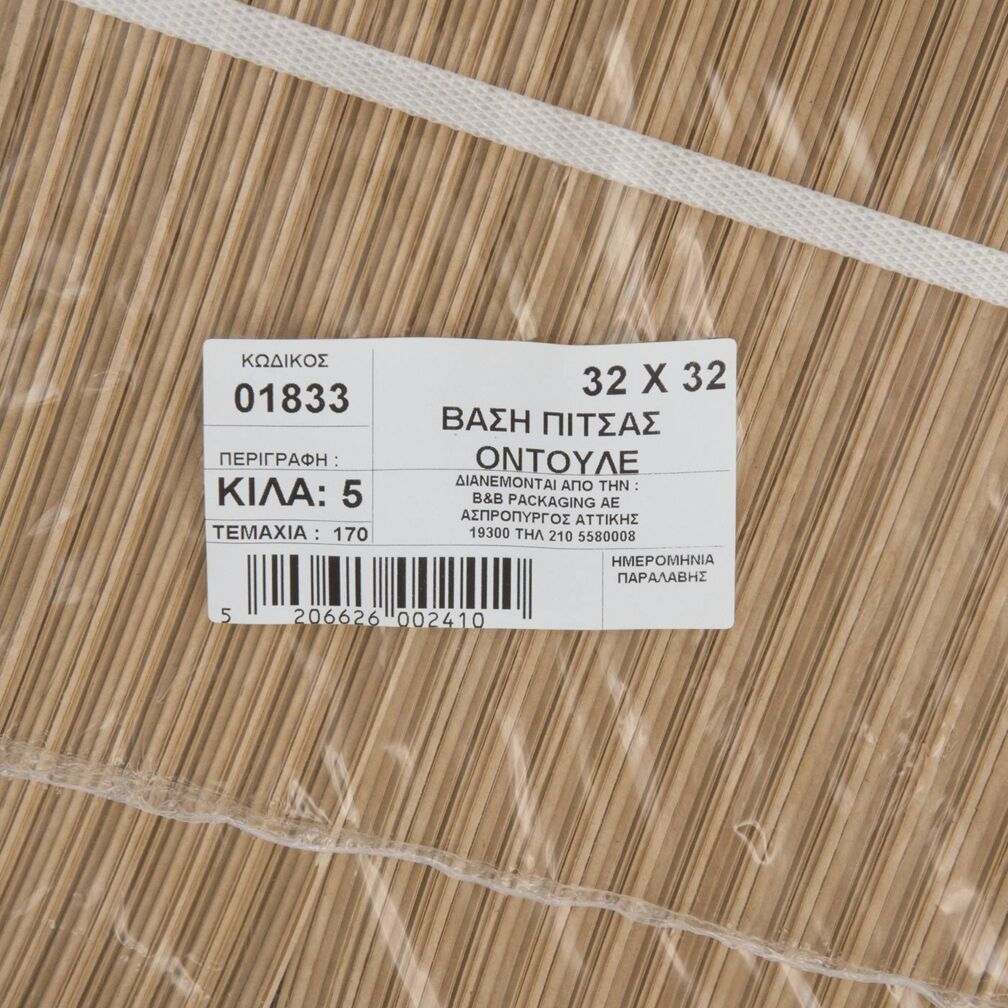 ΚΩΔΙΚΟΣ
01833
32 X 32
ΒΑΣΗ ΠΙΤΣΑΣ
ΟΝΤΟΥΛΕ
ΠΕΡΙΓΡΑΦΗ :
ΚΙΛΑ: 5
ΤΕΜΑΧΙΑ : 170
ΔΙΑΝΕΜΟΝΤΑΙ ΑΠΟ ΤΗΝ :
B&B PACKAGING AE
ΑΣΠΡΟΠΥΡΓΟΣ ΑΤΤΙΚΗΣ
19300 ΤΗΛ 210 5580008
ΗΜΕΡΟΜΗΝΙΑ
ΠΑΡΑΛΑΒΗΣ
5 206626 002410